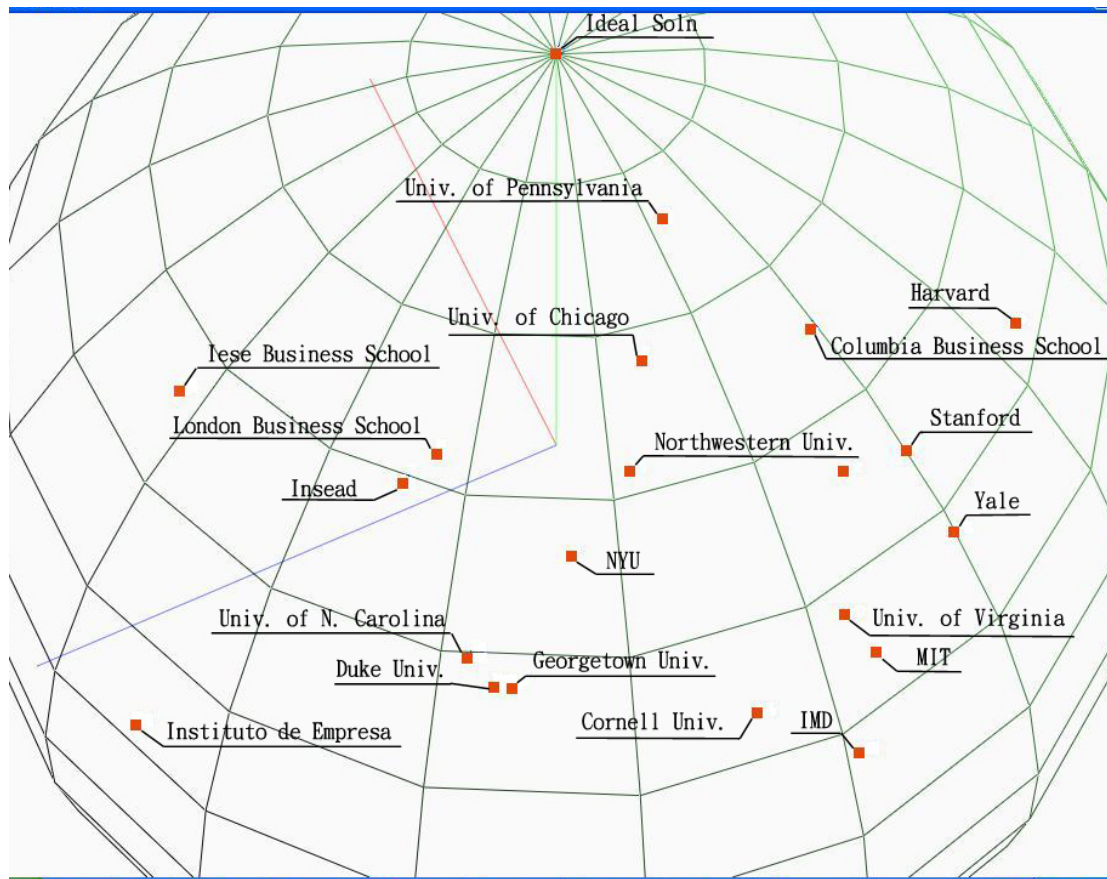 Ideal Soln
Univ. of Pennsylvania
Harvard
Univ. of Chicago
Columbia Business School
Iese Business School
London Business School
Stanford
Northwestern Univ.
Insead
Yale
NYU
Univ. of N. Carolina
Univ. of Virginia
Georgetown Univ.
MIT
Duke Univ.
Cornell Univ.
IMD
Instituto de Empresa